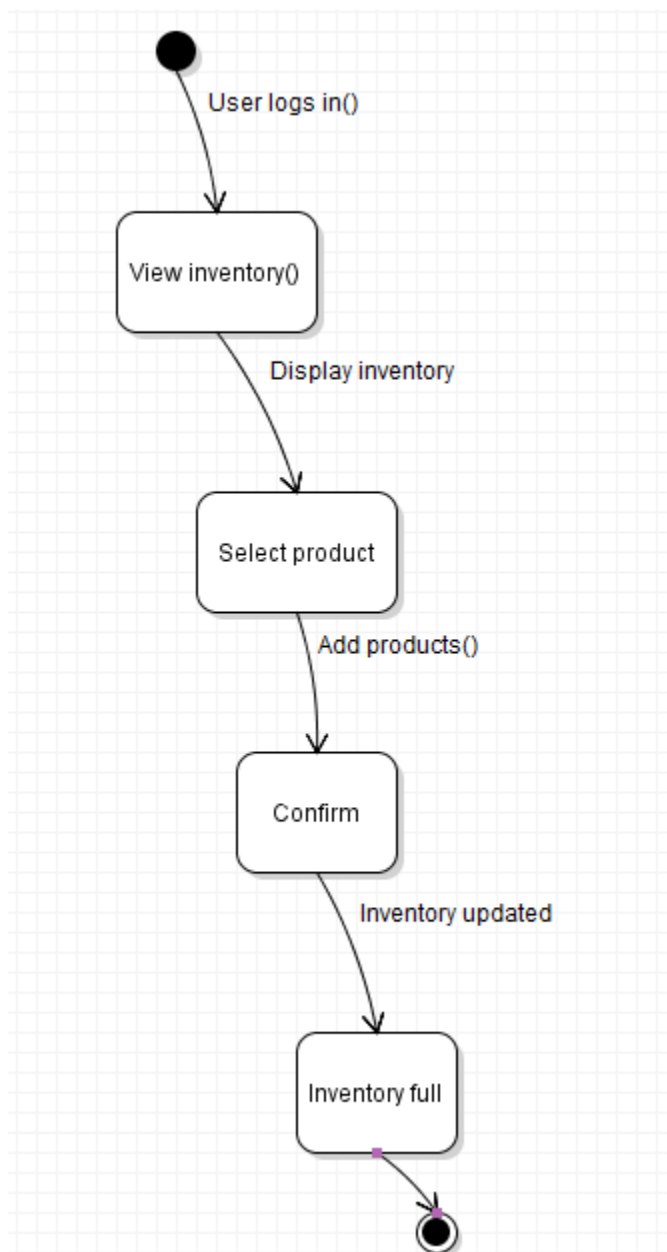 User logs in()
View inventory()
Display inventory
Select product
Add products()
Confirm
Inventory updated
Inventory full